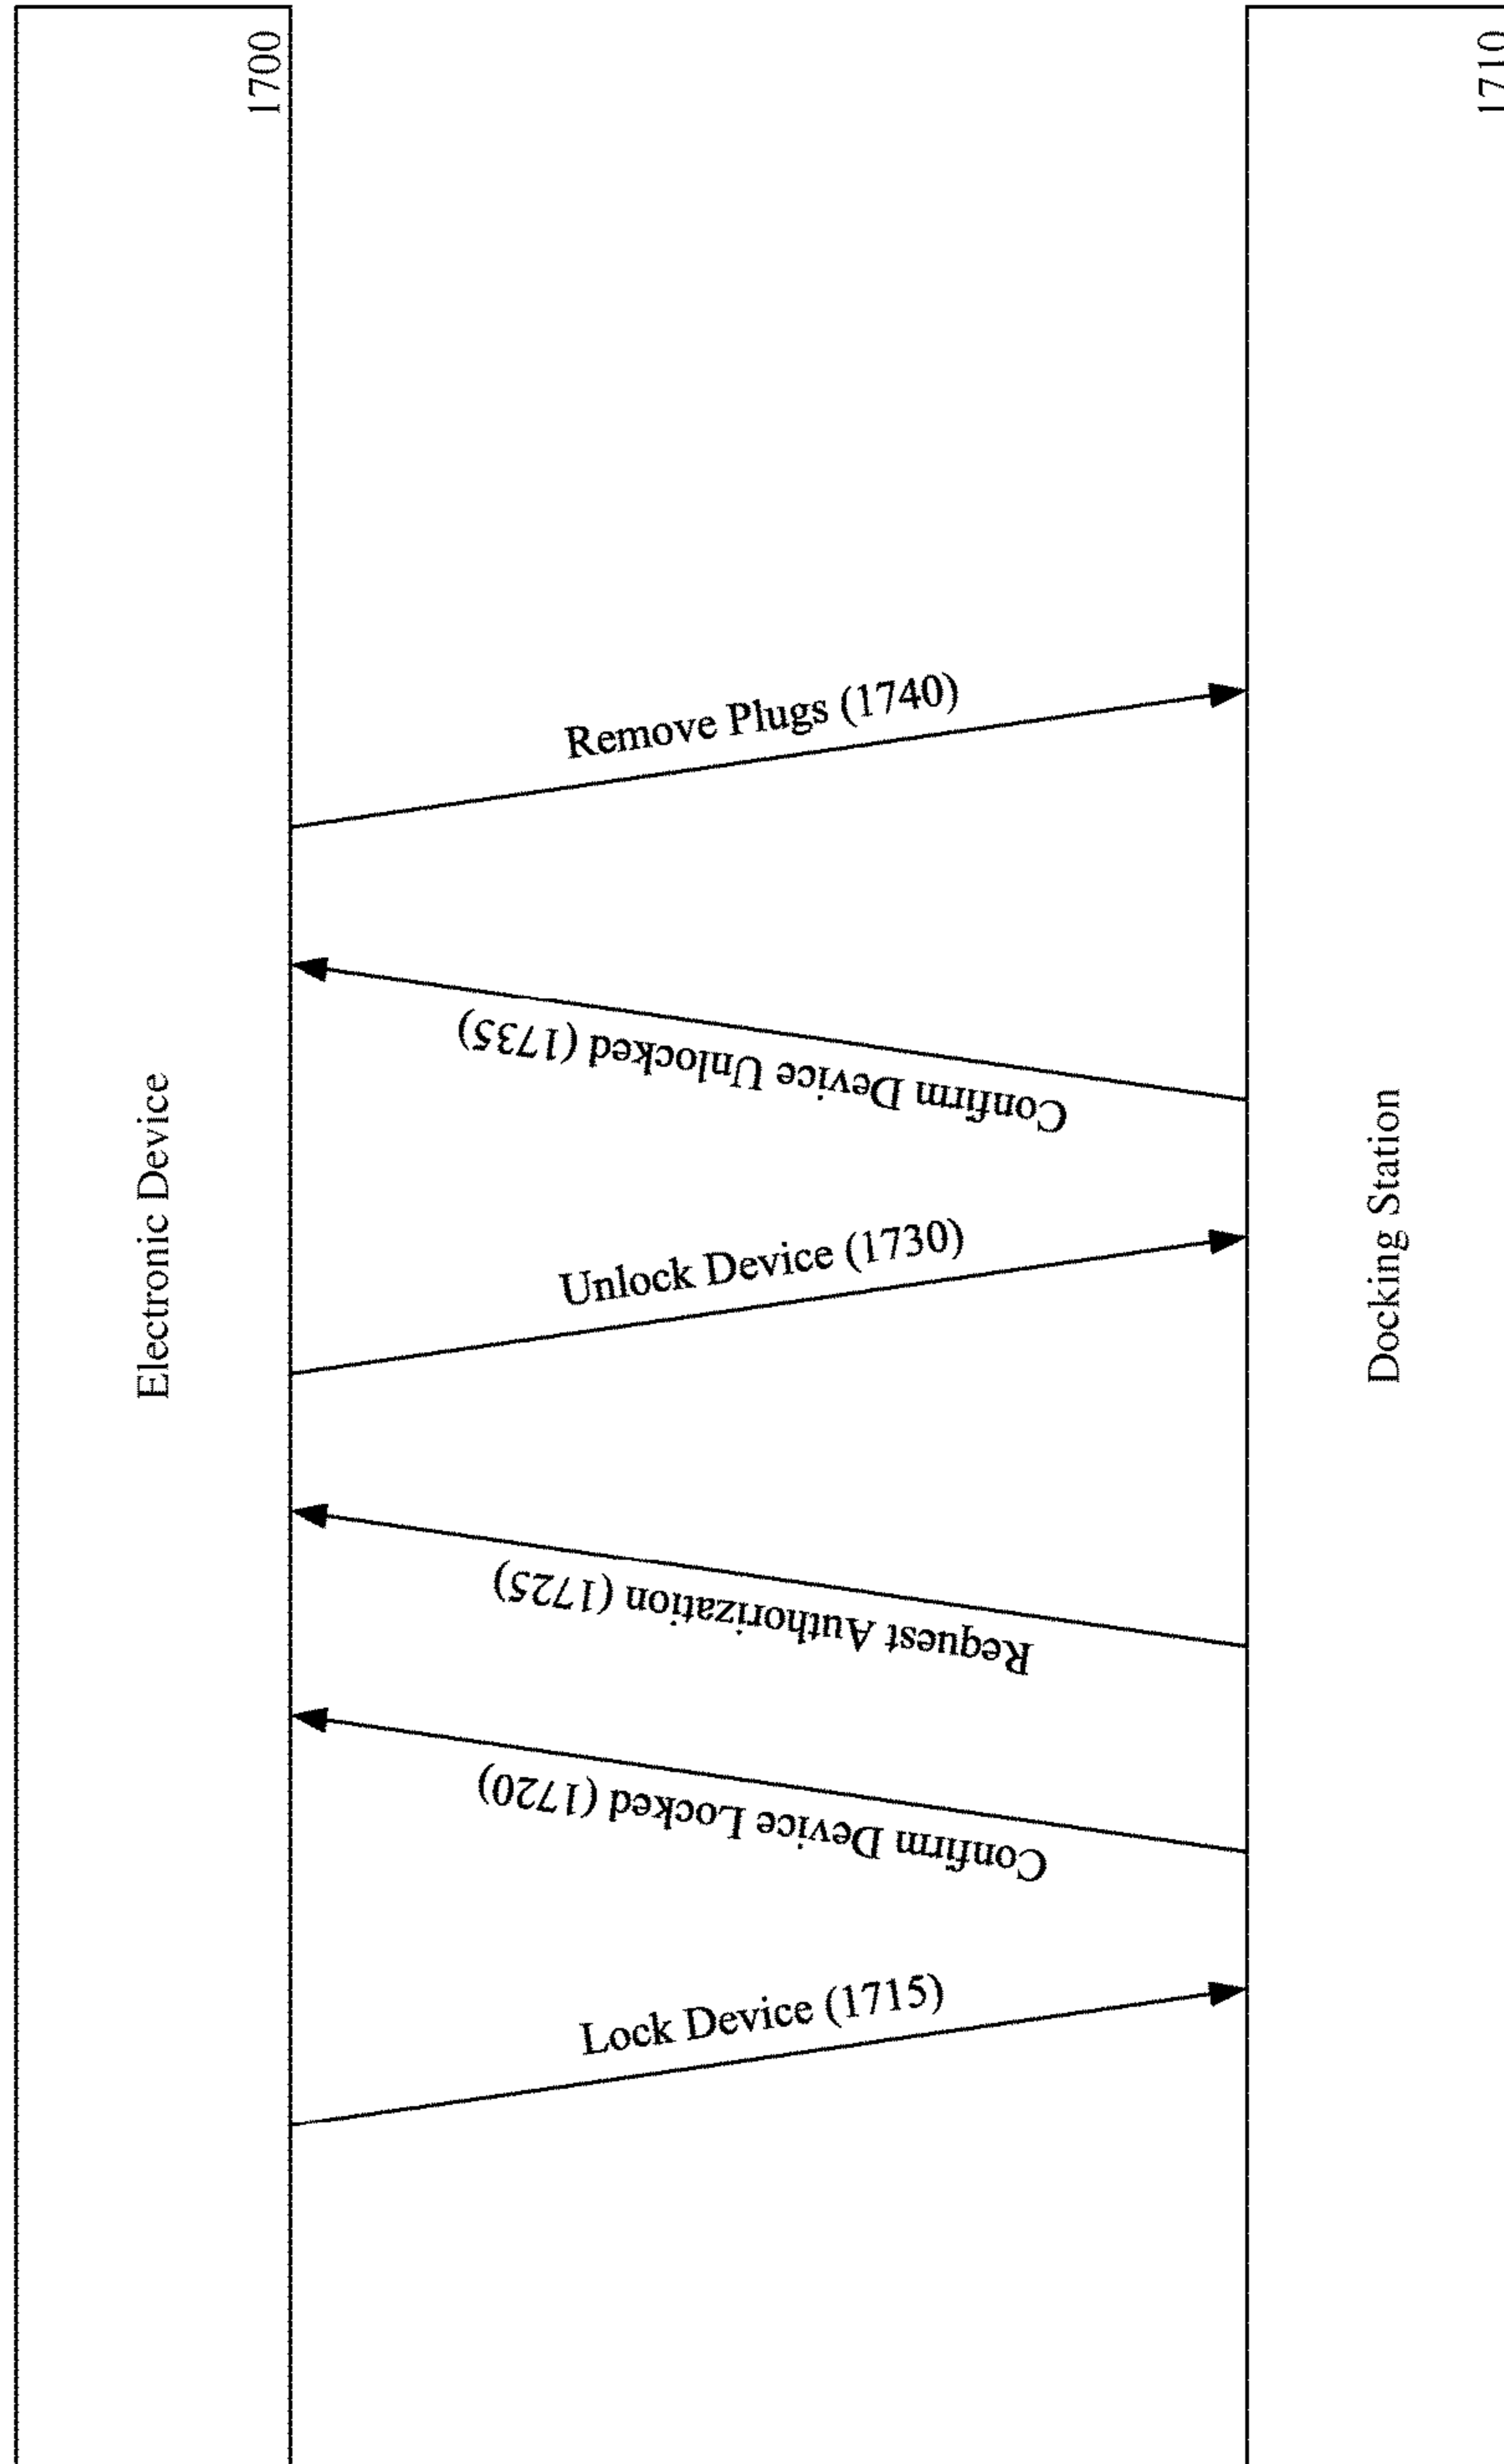 1700
Electronic Device
Lock Device (1715)
Confirm Device Locked (1720)
Request Authorization (1725)
Unlock Device (1730)
Confirm Device Unlocked (1735)
Remove Plugs (1740)
Docking Station
1710